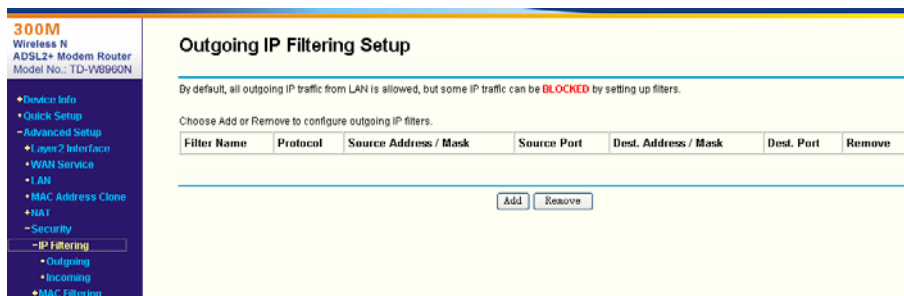 300M
Wireless N
ADSL2+ Modem Router
Model No.: TD-W8960N
+Device Info
•Quick Setup
-Advanced Setup
+Layer2 Interface
•WAN Service
•LAN
•MAC Address Clone
+NAT
-Security
-IP Filtering
•Outgoing
•Incoming
+MAC Filtering
Outgoing IP Filtering Setup
By default, all outgoing IP traffic from LAN is allowed, but some IP traffic can be BLOCKED by setting up filters.
Choose Add or Remove to configure outgoing IP filters.
Filter Name Protocol Source Address / Mask Source Port Dest. Address / Mask Dest. Port Remove
Add Remove